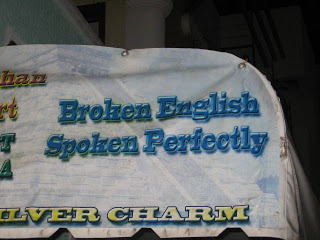 Broken English
Spoken Perfectly
SILVER CHARM